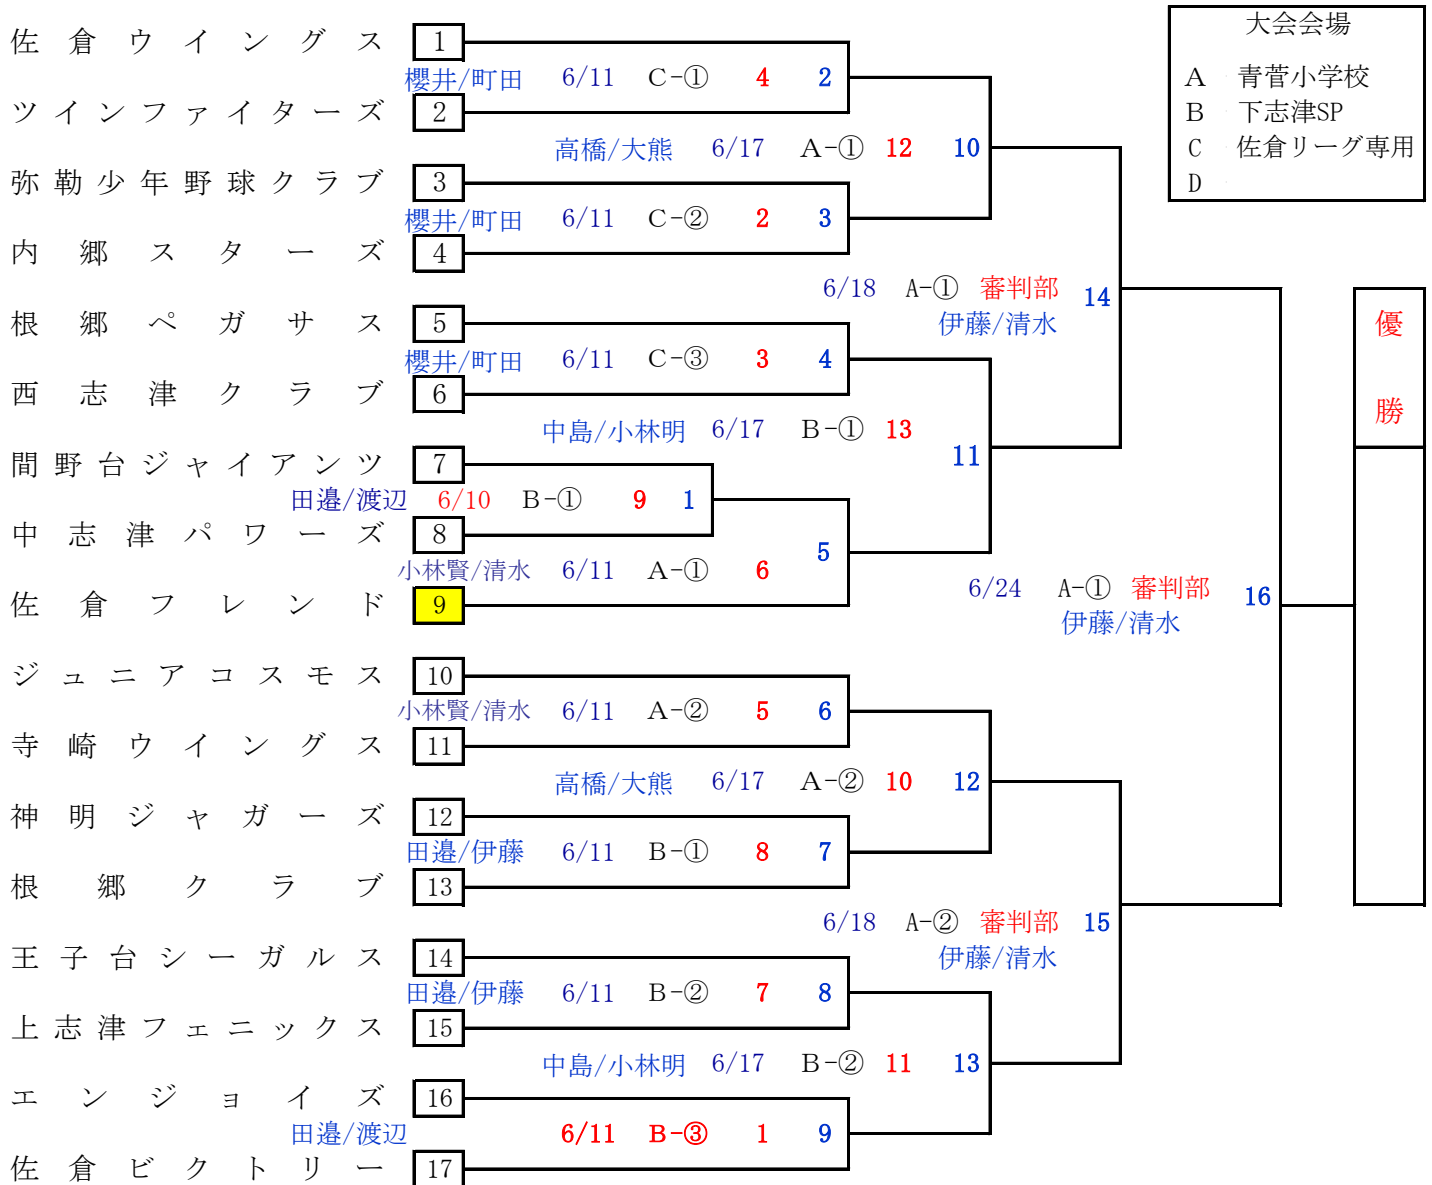 大会会場
佐倉ウイングス 1
A 青菅小学校
櫻井/町田 6/11 C-① 4 2
ツインファイターズ 2
B 下志津SP
高橋/大熊 6/17 A-① 12 10
C 佐倉リーグ専用
弥勒少年野球クラブ 3
D
櫻井/町田 6/11 C-② 2 3
内郷スターズ 4
6/18 A-① 審判部 14
伊藤/清水
根郷ペガサス 5
優
櫻井/町田 6/11 C-③ 3 4
西志津クラブ 6
勝
中島/小林明 6/17 B-① 13
11
間野台ジャイアンツ 7
田邉/渡辺 6/10 B-① 9 1
中志津パワーズ 8
5
小林賢/清水 6/11 A-① 6
6/24 A-① 審判部 16
佐倉フレンド 9
伊藤/清水
ジュニアコスモス 10
小林賢/清水 6/11 A-② 5 6
寺崎ウイングス 11
高橋/大熊 6/17 A-② 10 12
神明ジャガーズ 12
田邉/伊藤 6/11 B-① 8 7
根郷クラブ 13
6/18 A-② 審判部 15
伊藤/清水
王子台シーガルス 14
田邉/伊藤 6/11 B-② 7 8
上志津フェニックス 15
中島/小林明 6/17 B-② 11 13
エンジョイズ 16
田邉/渡辺 6/11 B-③ 1 9
佐倉ビクトリー 17